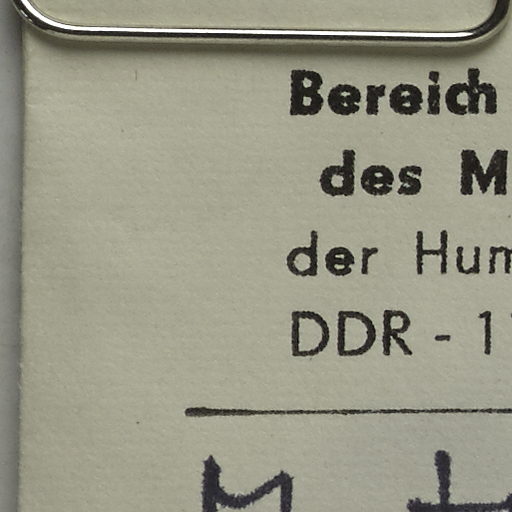 Bereich
des M
der Hum
DDR - 1
M t